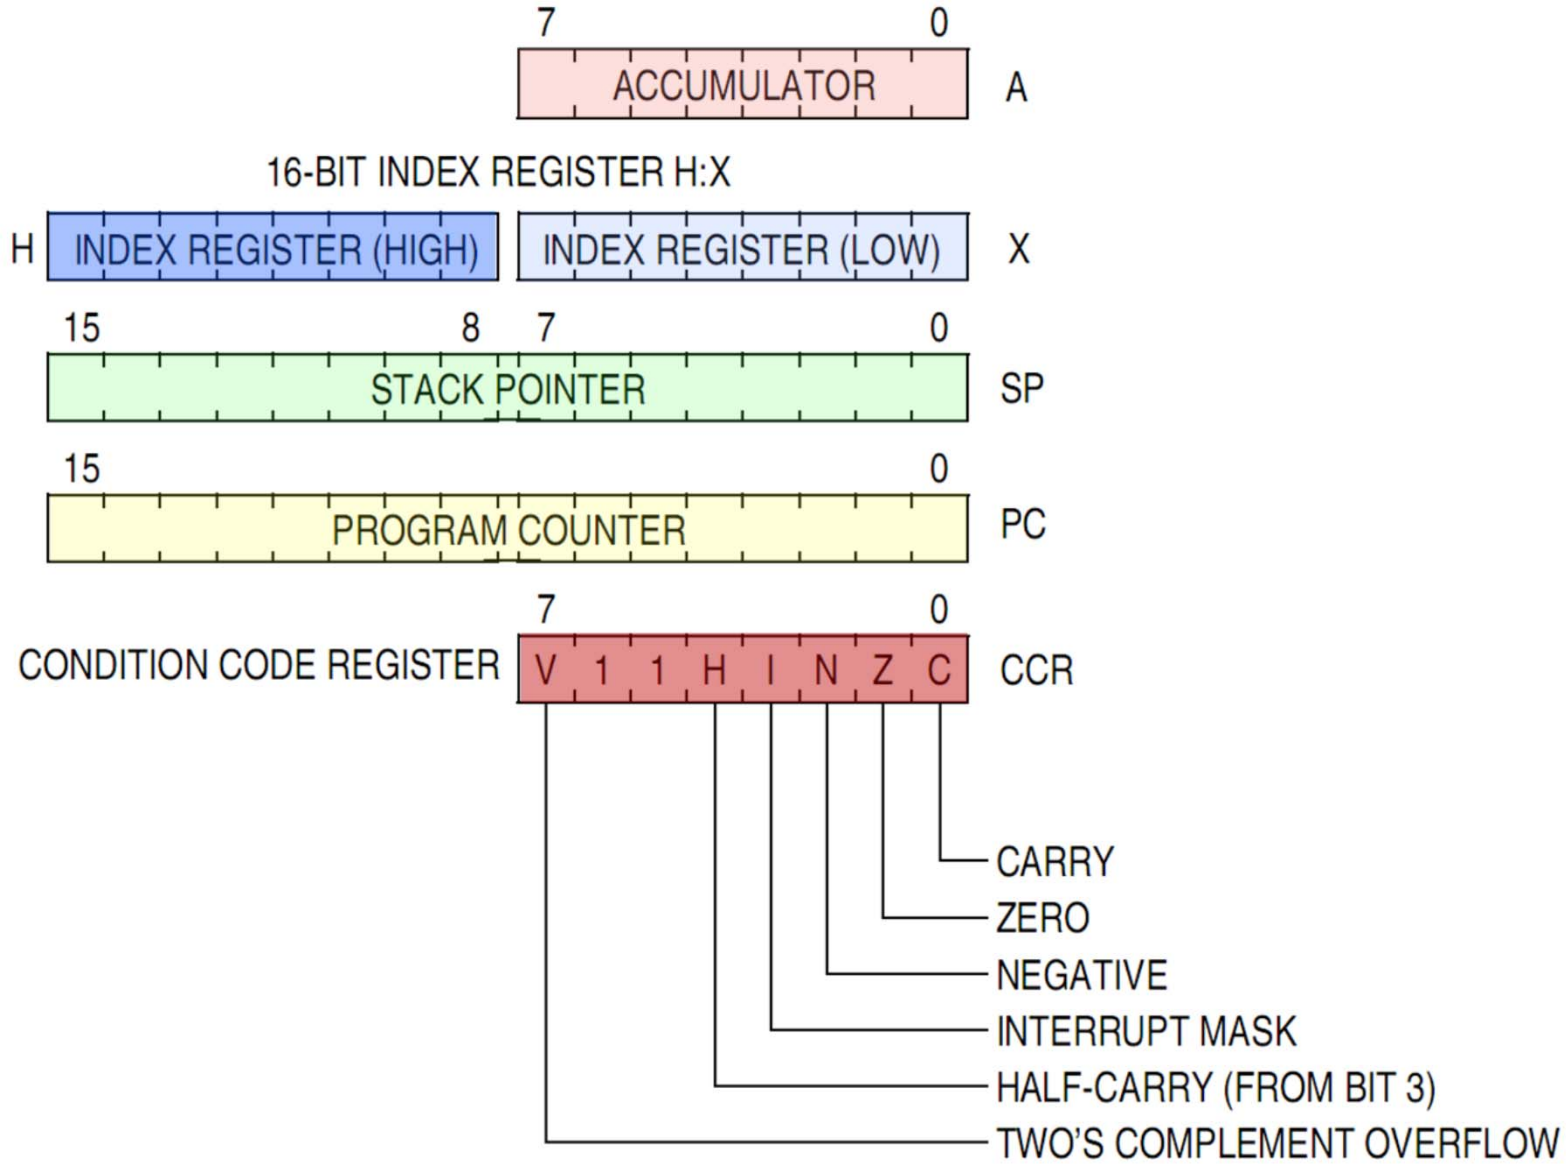 7 0
ACCUMULATOR A
16-BIT INDEX REGISTER H:X
H INDEX REGISTER (HIGH) INDEX REGISTER (LOW) X
15 8 7 0
STACK POINTER SP
15 0
PROGRAM COUNTER PC
7 0
CONDITION CODE REGISTER V 1 1 H I N Z C CCR
CARRY
ZERO
NEGATIVE
INTERRUPT MASK
HALF-CARRY (FROM BIT 3)
TWO'S COMPLEMENT OVERFLOW